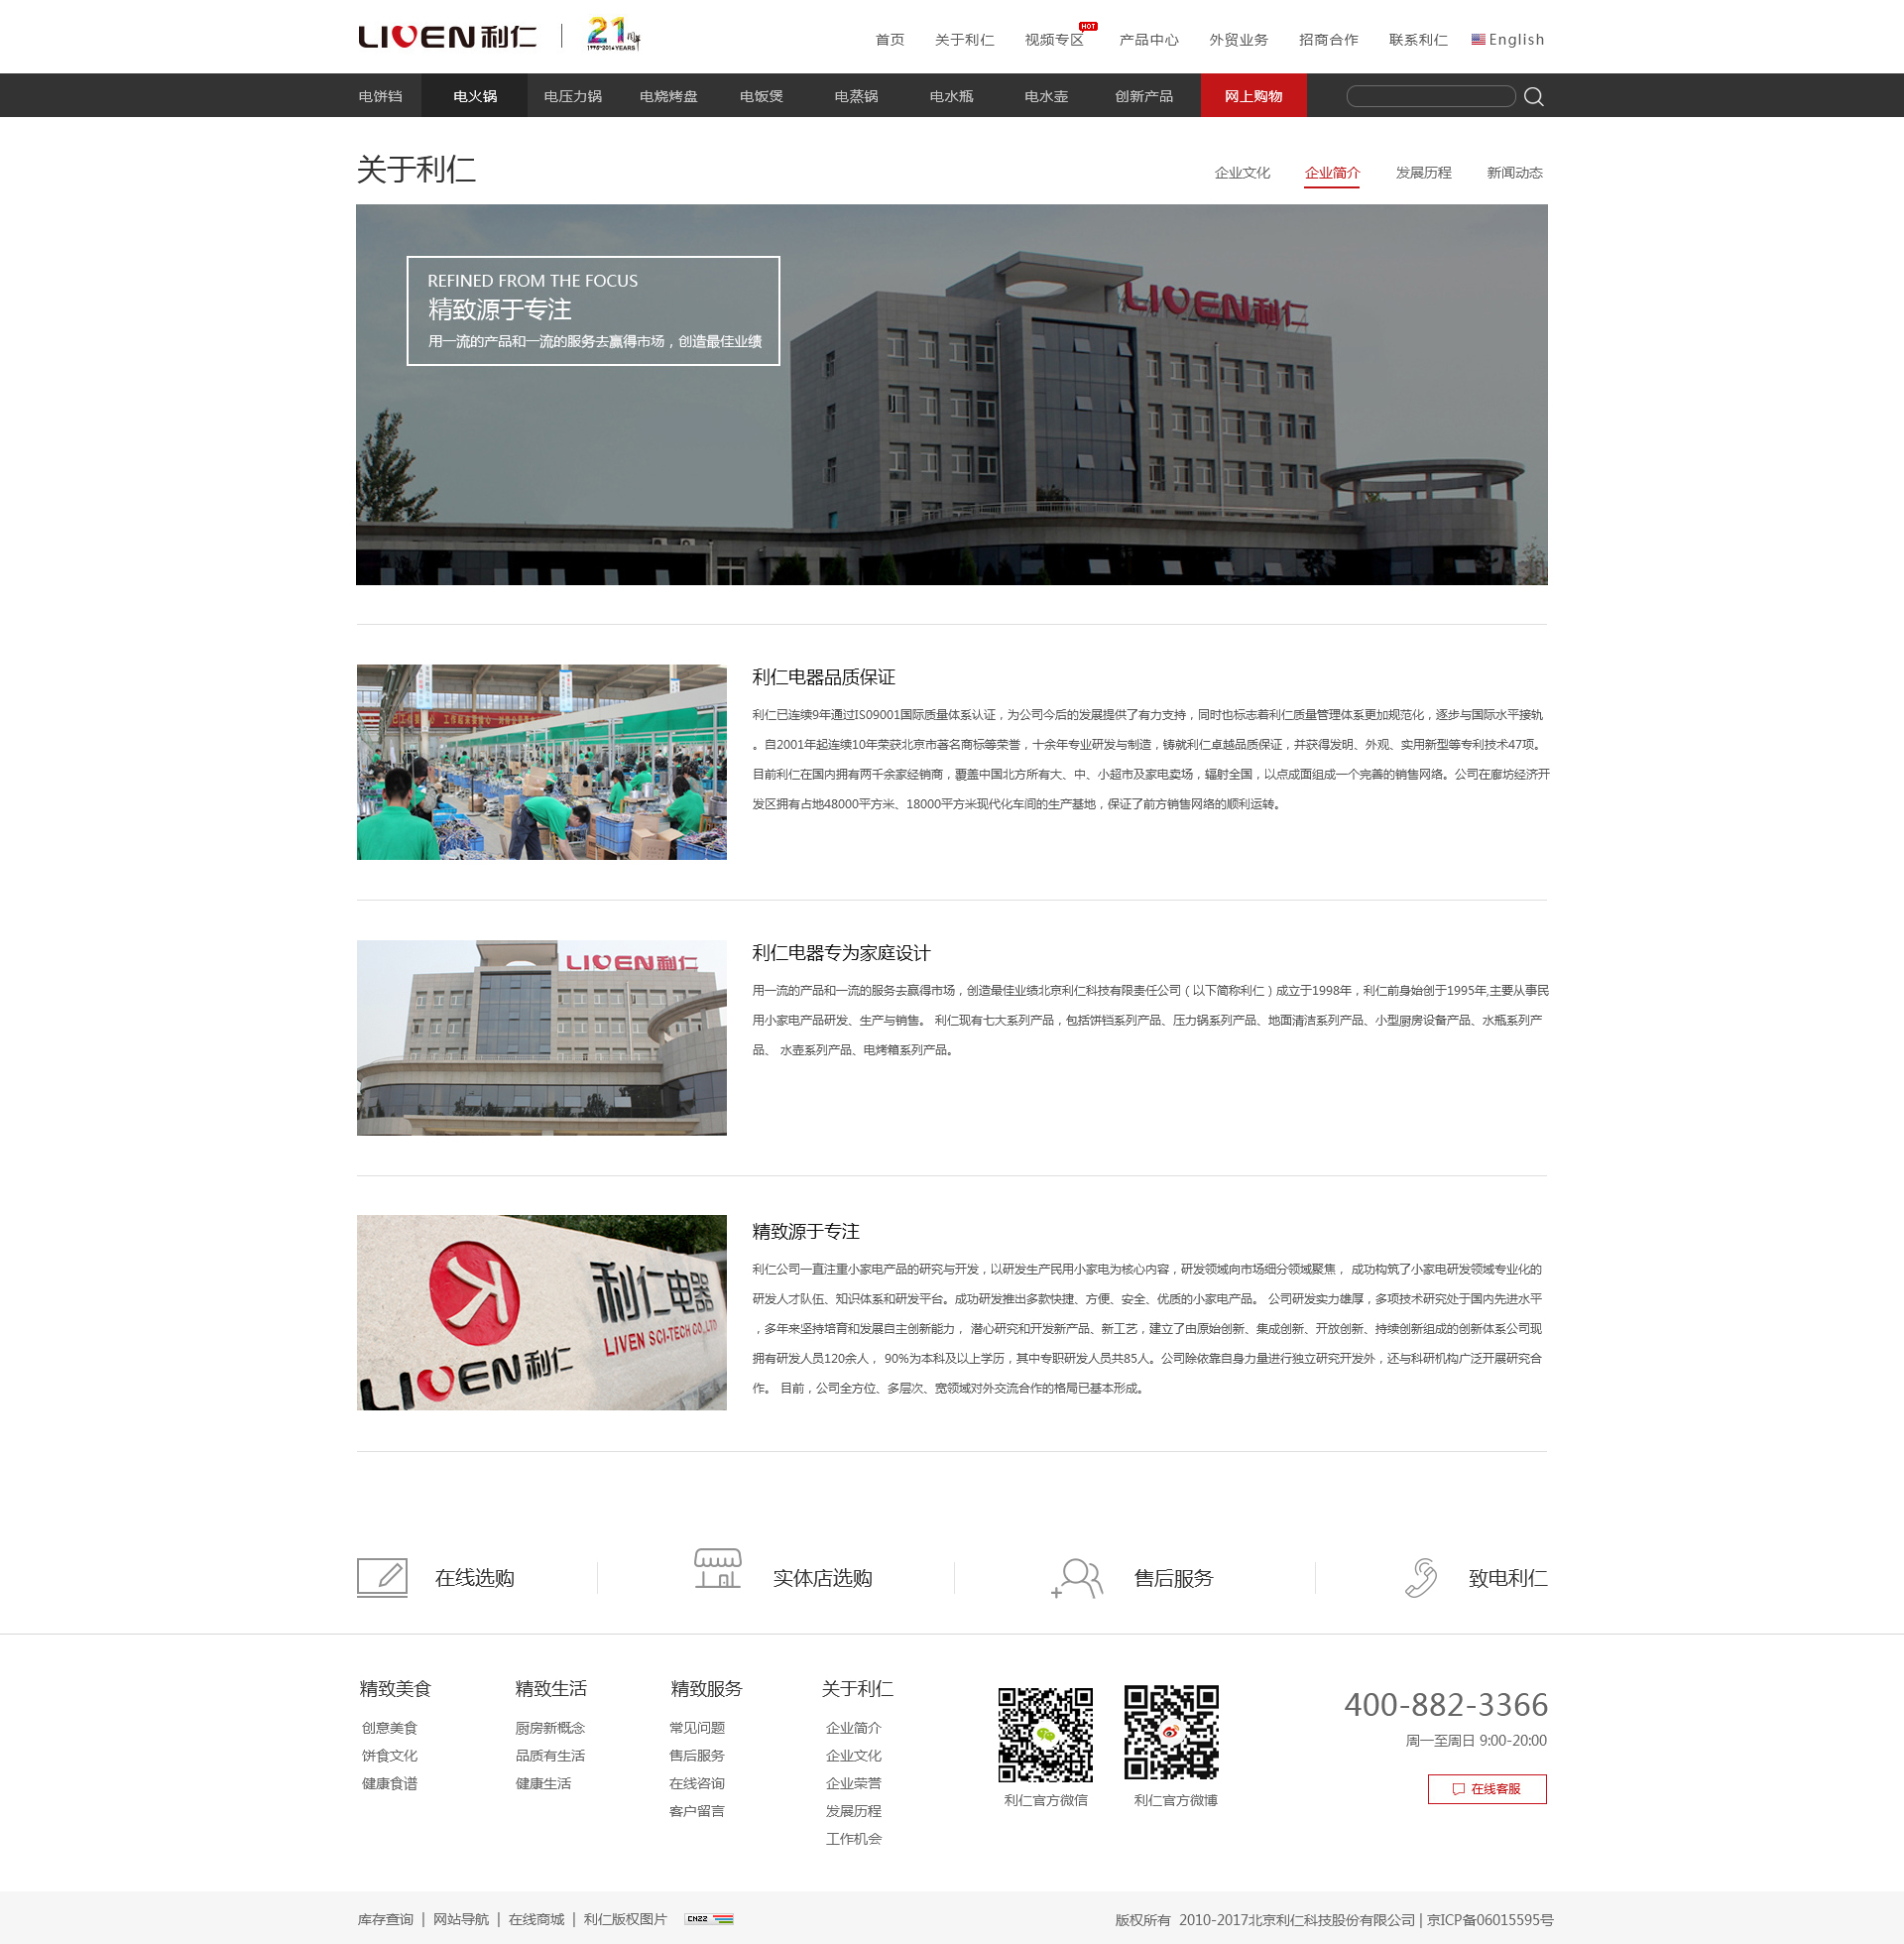 LIVEN利仁
21周年
1995-2016 YEARS
首页 关于利仁 视频专区 HOT 产品中心 外贸业务 招商合作 联系利仁 English
电饼铛 电火锅 电压力锅 电烧烤盘 电饭煲 电蒸锅 电水瓶 电水壶 创新产品 网上购物
关于利仁
企业文化 企业简介 发展历程 新闻动态
REFINED FROM THE FOCUS
精致源于专注
用一流的产品和一流的服务去赢得市场，创造最佳业绩
LIVEN利仁
利仁电器品质保证
利仁已连续9年通过IS09001国际质量体系认证，为公司今后的发展提供了有力支持，同时也标志着利仁质量管理体系更加规范化，逐步与国际水平接轨
。自2001年起连续10年荣获北京市著名商标等荣誉，十余年专业研发与制造，铸就利仁卓越品质保证，并获得发明、外观、实用新型等专利技术47项。
目前利仁在国内拥有两千余家经销商，覆盖中国北方所有大、中、小超市及家电卖场，辐射全国，以点成面组成一个完善的销售网络。公司在廊坊经济开
发区拥有占地48000平方米、18000平方米现代化车间的生产基地，保证了前方销售网络的顺利运转。
LIVEN利仁
利仁电器专为家庭设计
用一流的产品和一流的服务去赢得市场，创造最佳业绩北京利仁科技有限责任公司（以下简称利仁）成立于1998年，利仁前身始创于1995年,主要从事民
用小家电产品研发、生产与销售。 利仁现有七大系列产品，包括饼铛系列产品、压力锅系列产品、地面清洁系列产品、小型厨房设备产品、水瓶系列产
品、 水壶系列产品、电烤箱系列产品。
利仁电器
LIVEN SCI-TECH CO,LTD
LIVEN利仁
精致源于专注
利仁公司一直注重小家电产品的研究与开发，以研发生产民用小家电为核心内容，研发领域向市场细分领域聚焦， 成功构筑了小家电研发领域专业化的
研发人才队伍、知识体系和研发平台。成功研发推出多款快捷、方便、安全、优质的小家电产品。 公司研发实力雄厚，多项技术研究处于国内先进水平
，多年来坚持培育和发展自主创新能力， 潜心研究和开发新产品、新工艺，建立了由原始创新、集成创新、开放创新、持续创新组成的创新体系公司现
拥有研发人员120余人， 90%为本科及以上学历，其中专职研发人员共85人。公司除依靠自身力量进行独立研究开发外，还与科研机构广泛开展研究合
作。 目前，公司全方位、多层次、宽领域对外交流合作的格局已基本形成。
在线选购 实体店选购 售后服务 致电利仁
精致美食
创意美食
饼食文化
健康食谱
精致生活
厨房新概念
品质有生活
健康生活
精致服务
常见问题
售后服务
在线咨询
客户留言
关于利仁
企业简介
企业文化
企业荣誉
发展历程
工作机会
利仁官方微信
利仁官方微博
400-882-3366
周一至周日 9:00-20:00
在线客服
库存查询 | 网站导航 | 在线商城 | 利仁版权图片 CNZZ
版权所有 2010-2017北京利仁科技股份有限公司 | 京ICP备06015595号